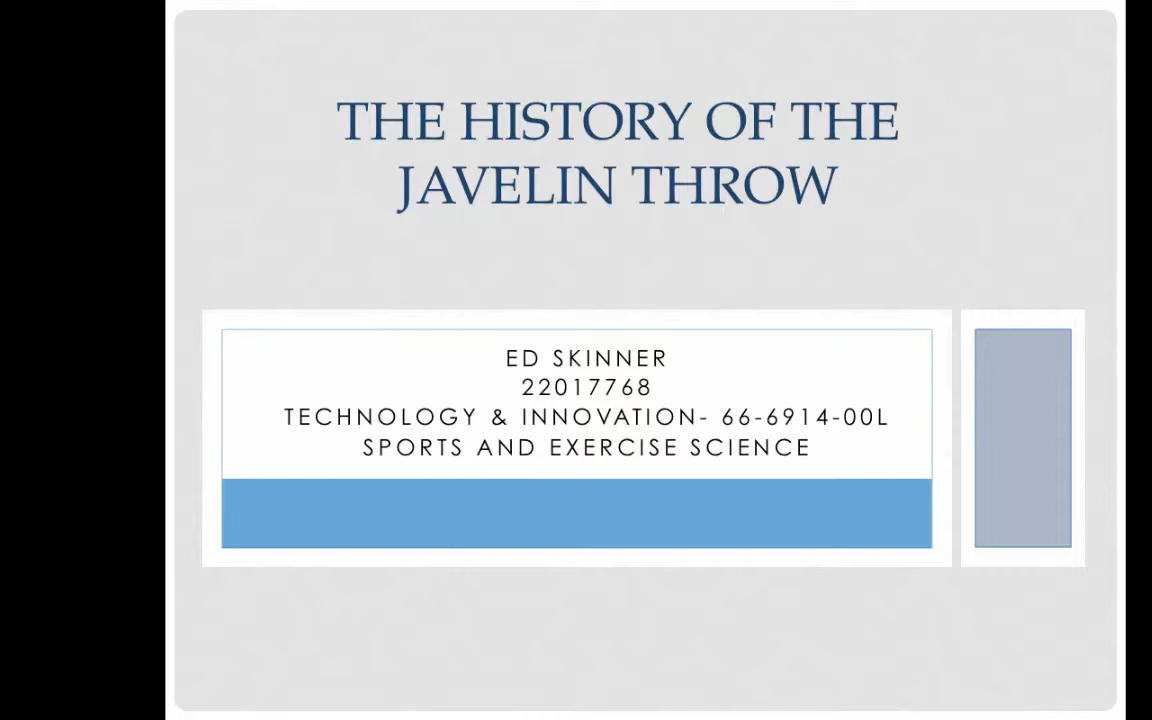 THE HISTORY OF THE
JAVELIN THROW
ED SKINNER
22017768
TECHNOLOGY & INNOVATION- 66-6914-00L
SPORTS AND EXERCISE SCIENCE